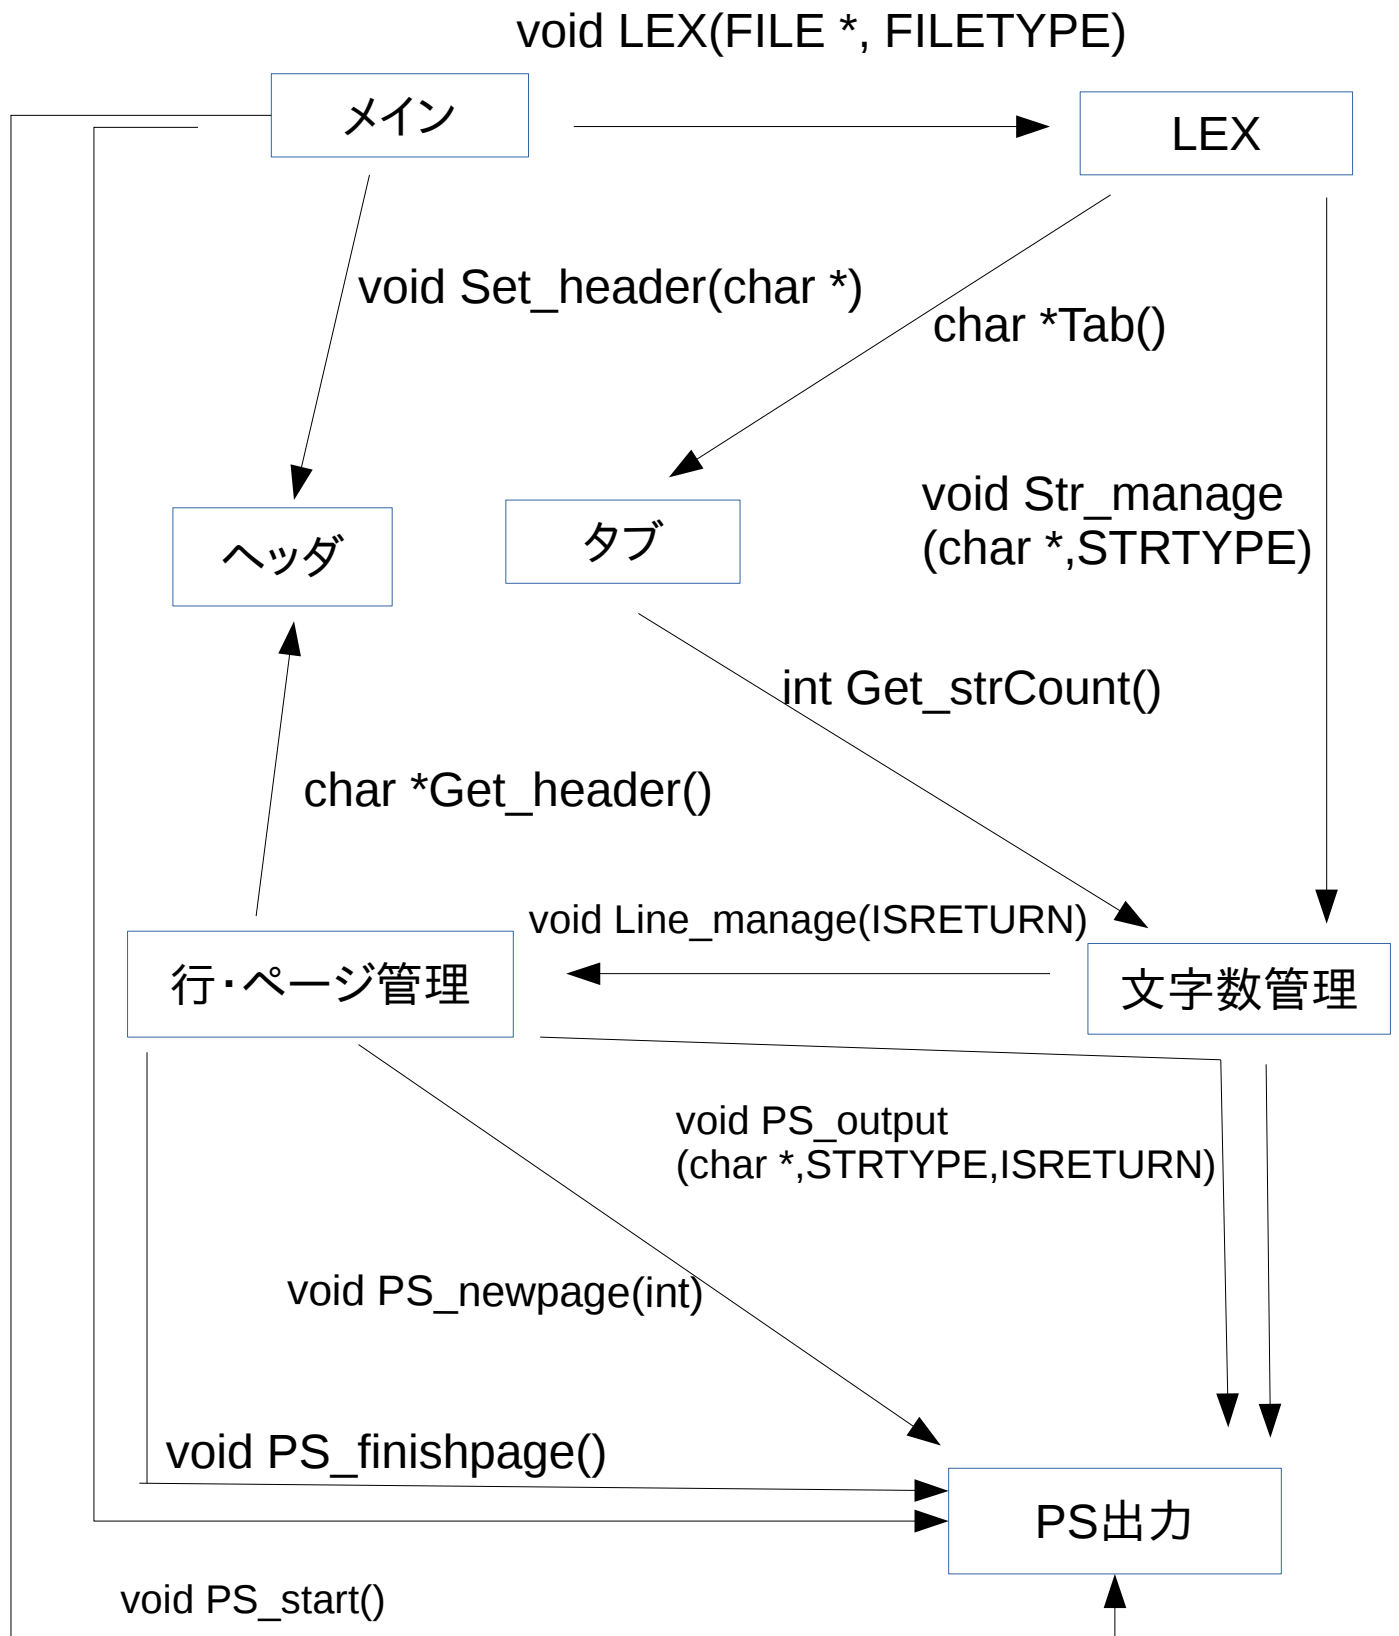 void LEX(FILE *, FILETYPE)
メイン
LEX
void Set_header(char *)
char *Tab()
void Str_manage
(char *,STRTYPE)
ヘッダ
タブ
int Get_strCount()
char *Get_header()
void Line_manage(ISRETURN)
行・ページ管理
文字数管理
void PS_output
(char *,STRTYPE,ISRETURN)
void PS_newpage(int)
void PS_finishpage()
PS出力
void PS_start()